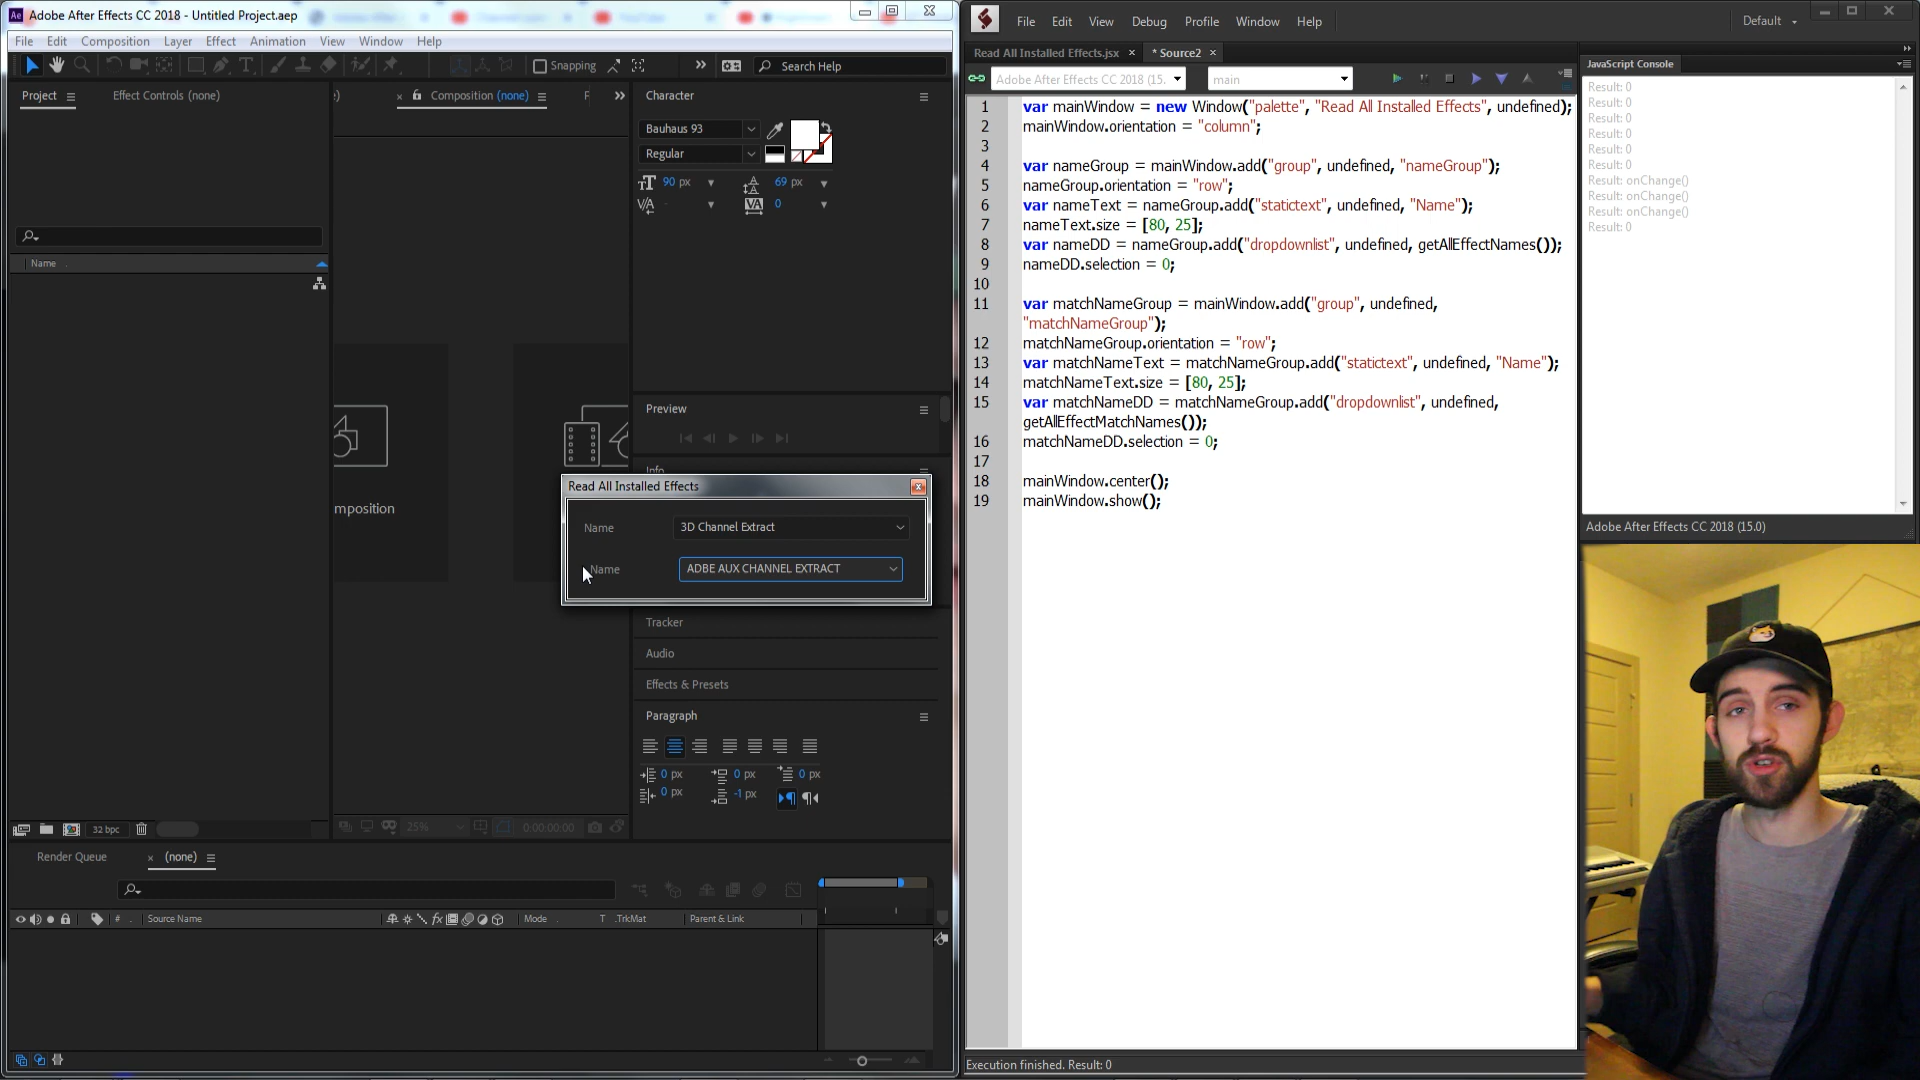 Adobe After Effects CC 2018 - Untitled Project.aep
File Edit Composition Layer Effect Animation View Window Help
Snapping
Search Help
Project
Effect Controls (none)
Composition (none)
F
Name
mposition
32 bpc
25%
0:00:00:00
Character
Bauhaus 93
Regular
90 px
69 px
0
Preview
Info
Read All Installed Effects
Name
3D Channel Extract
Name
ADBE AUX CHANNEL EXTRACT
Tracker
Audio
Effects & Presets
Paragraph
0 px 0 px 0 px
0 px -1 px
Render Queue
(none)
# . Source Name
Mode
T .TrkMat
Parent & Link
File Edit View Debug Profile Window Help
Default
Read All Installed Effects.jsx
* Source2
Adobe After Effects CC 2018 (15.
main
1 var mainWindow = new Window("palette", "Read All Installed Effects", undefined);
2 mainWindow.orientation = "column";
3
4 var nameGroup = mainWindow.add("group", undefined, "nameGroup");
5 nameGroup.orientation = "row";
6 var nameText = nameGroup.add("statictext", undefined, "Name");
7 nameText.size = [80, 25];
8 var nameDD = nameGroup.add("dropdownlist", undefined, getAllEffectNames());
9 nameDD.selection = 0;
10
11 var matchNameGroup = mainWindow.add("group", undefined,
"matchNameGroup");
12 matchNameGroup.orientation = "row";
13 var matchNameText = matchNameGroup.add("statictext", undefined, "Name");
14 matchNameText.size = [80, 25];
15 var matchNameDD = matchNameGroup.add("dropdownlist", undefined,
getAllEffectMatchNames());
16 matchNameDD.selection = 0;
17
18 mainWindow.center();
19 mainWindow.show();
Execution finished. Result: 0
JavaScript Console
Result: 0
Result: 0
Result: 0
Result: 0
Result: 0
Result: 0
Result: onChange()
Result: onChange()
Result: onChange()
Result: 0
Adobe After Effects CC 2018 (15.0)